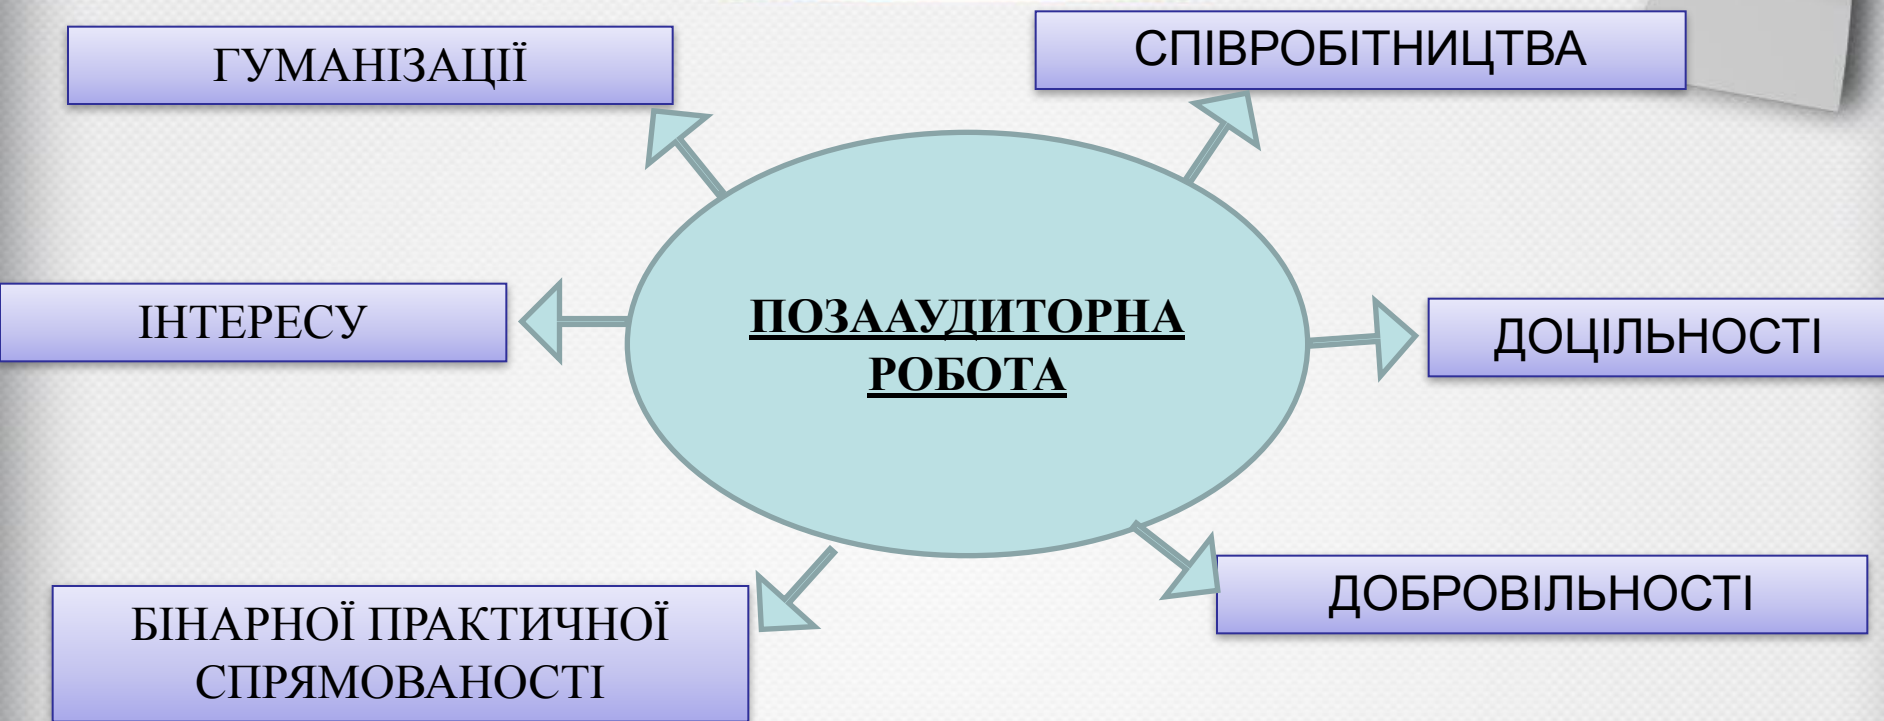 ГУМАНІЗАЦІЇ
СПІВРОБІТНИЦТВА
ІНТЕРЕСУ
ПОЗААУДИТОРНА
РОБОТА
ДОЦІЛЬНОСТІ
БІНАРНОЇ ПРАКТИЧНОЇ
СПРЯМОВАНОСТІ
ДОБРОВІЛЬНОСТІ